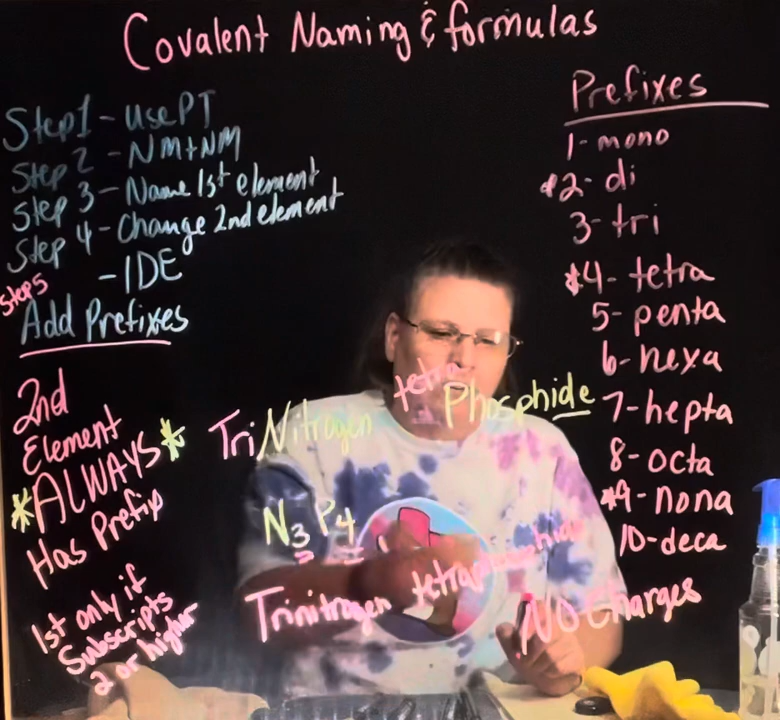 Covalent Naming & formulas
Step 1 - Use PT
Step 2 - NM+NM
Step 3 - Name 1st element
Step 4 - Change 2nd element
- IDE
Step 5
Add Prefixes
2nd
Element
*ALWAYS*
Has Prefix
1st only if
Subscripts
2 or higher
TriNitrogen tetra Phosphide
N3P4
Trinitrogen tetraphosphide
NO Charges
Prefixes
1- mono
*2- di
3- tri
*4- tetra
5- penta
6- hexa
7- hepta
8- octa
*9- nona
10- deca